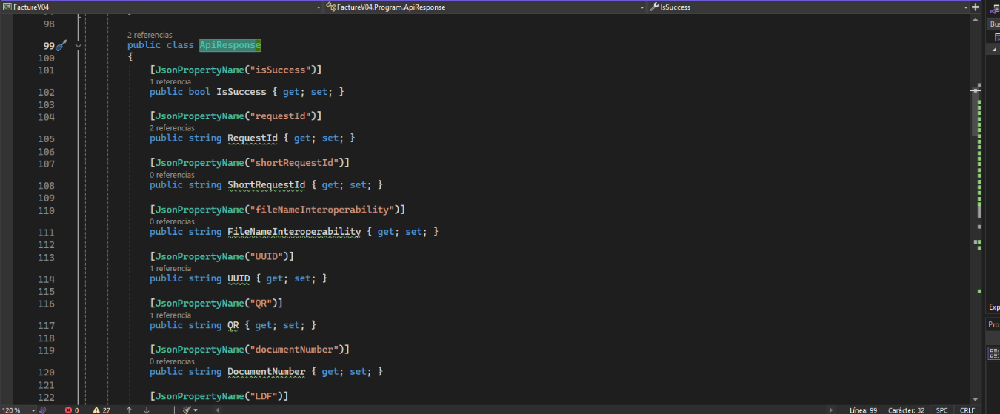 FactureV04
FactureV04.Program.ApiResponse
IsSuccess
98
2 referencias
99 public class ApiResponse
100 {
101 [JsonPropertyName("isSuccess")]
1 referencia
102 public bool IsSuccess { get; set; }
103
104 [JsonPropertyName("requestId")]
2 referencias
105 public string RequestId { get; set; }
106
107 [JsonPropertyName("shortRequestId")]
0 referencias
108 public string ShortRequestId { get; set; }
109
110 [JsonPropertyName("fileNameInteroperability")]
0 referencias
111 public string FileNameInteroperability { get; set; }
112
113 [JsonPropertyName("UUID")]
1 referencia
114 public string UUID { get; set; }
115
116 [JsonPropertyName("QR")]
1 referencia
117 public string QR { get; set; }
118
119 [JsonPropertyName("documentNumber")]
0 referencias
120 public string DocumentNumber { get; set; }
121
122 [JsonPropertyName("LDF")]
120 % 0 27 Línea: 99 Carácter: 32 SPC CRLF
Bus
Exp
Pro